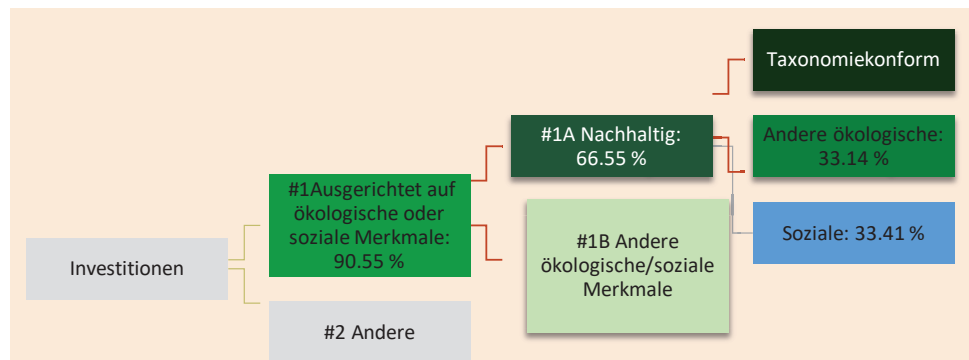 Taxonomiekonform
#1A Nachhaltig:
66.55 %
Andere ökologische:
33.14 %
#1Ausgerichtet auf
ökologische oder
soziale Merkmale:
90.55 %
#1B Andere
ökologische/soziale
Merkmale
Soziale: 33.41 %
Investitionen
#2 Andere